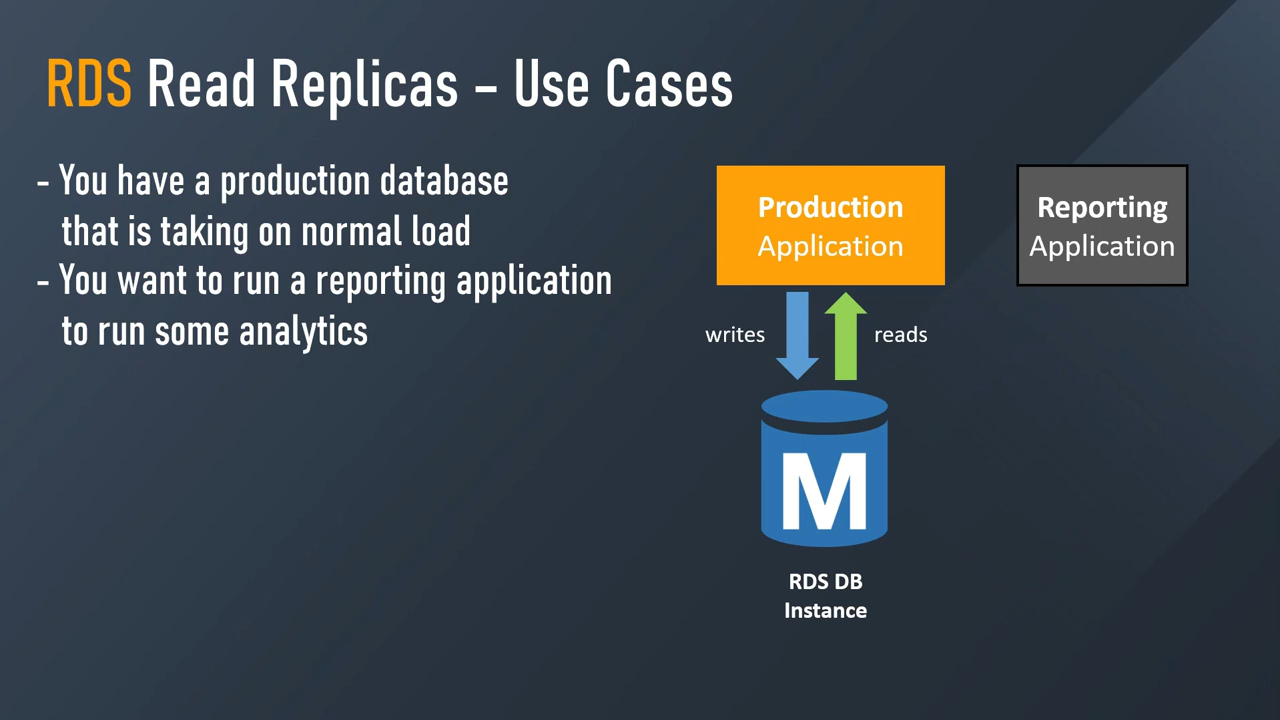 RDS Read Replicas – Use Cases
- You have a production database
that is taking on normal load
- You want to run a reporting application
to run some analytics
Production
Application
Reporting
Application
writes
reads
M
RDS DB
Instance